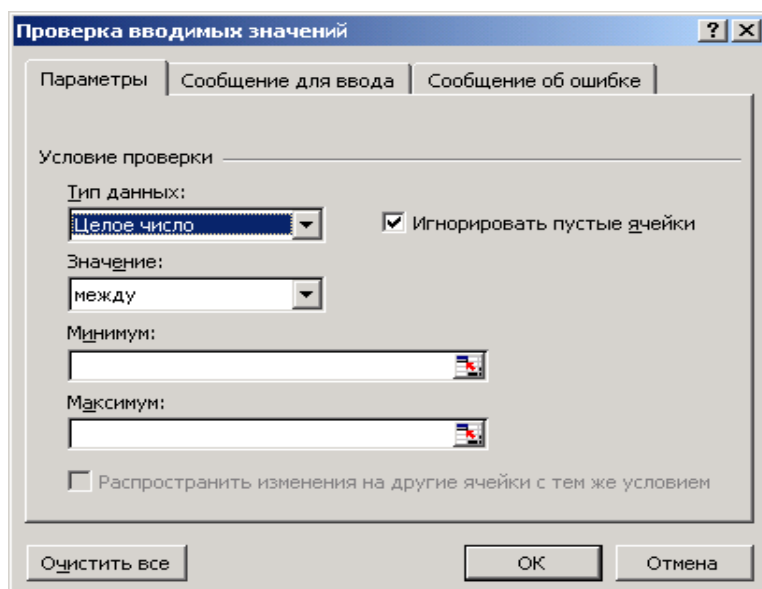 Проверка вводимых значений
Параметры Сообщение для ввода Сообщение об ошибке
Условие проверки
Тип данных:
Целое число Игнорировать пустые ячейки
Значение:
между
Минимум:
Максимум:
Распространить изменения на другие ячейки с тем же условием
Очистить все ОК Отмена